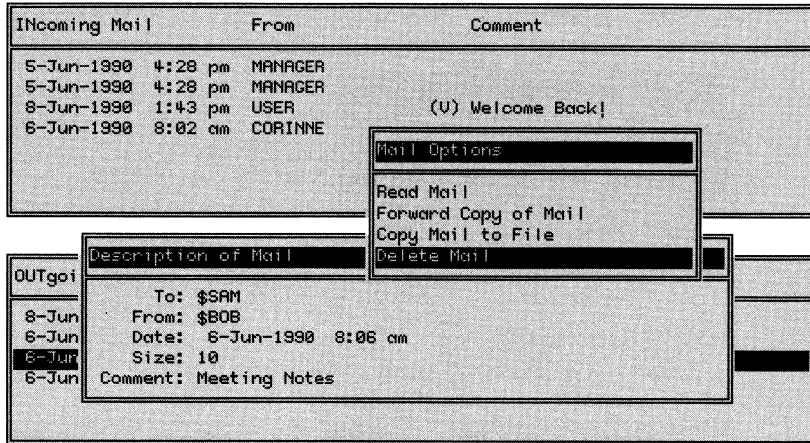 INcoming Mail From Comment
5-Jun-1990 4:28 pm MANAGER
5-Jun-1990 4:28 pm MANAGER
8-Jun-1990 1:43 pm USER (V) Welcome Back!
6-Jun-1990 8:02 am CORINNE
Mail Options
Read Mail
Forward Copy of Mail
Copy Mail to File
Delete Mail
Description of Mail
To: $SAM
From: $BOB
Date: 6-Jun-1990 8:06 am
Size: 10
Comment: Meeting Notes
OUTgoi
8-Jun
6-Jun
6-Jun
6-Jun